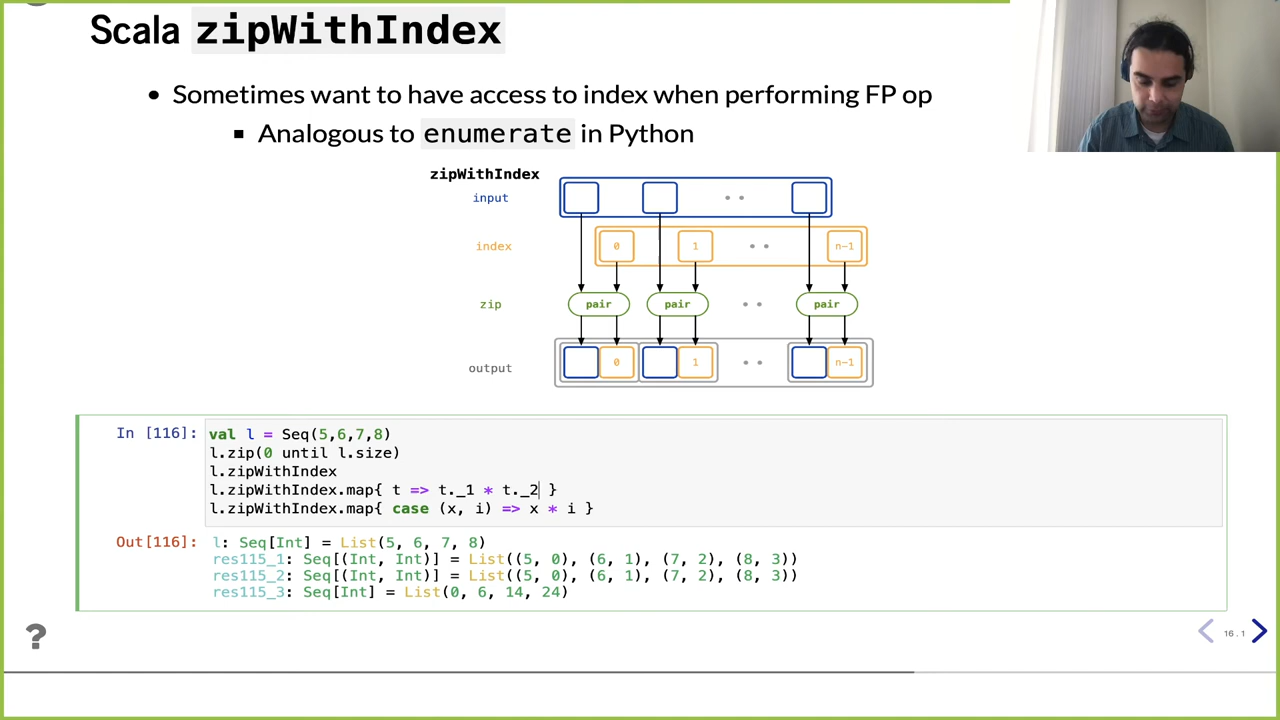 Scala zipWithIndex
• Sometimes want to have access to index when performing FP op
▪ Analogous to enumerate in Python
zipWithIndex
input
index 0 1 n-1
zip pair pair pair
output 0 1 n-1
In [116]: val l = Seq(5,6,7,8)
l.zip(0 until l.size)
l.zipWithIndex
l.zipWithIndex.map{ t => t._1 * t._2 }
l.zipWithIndex.map{ case (x, i) => x * i }
Out[116]: l: Seq[Int] = List(5, 6, 7, 8)
res115_1: Seq[(Int, Int)] = List((5, 0), (6, 1), (7, 2), (8, 3))
res115_2: Seq[(Int, Int)] = List((5, 0), (6, 1), (7, 2), (8, 3))
res115_3: Seq[Int] = List(0, 6, 14, 24)
?
16.1